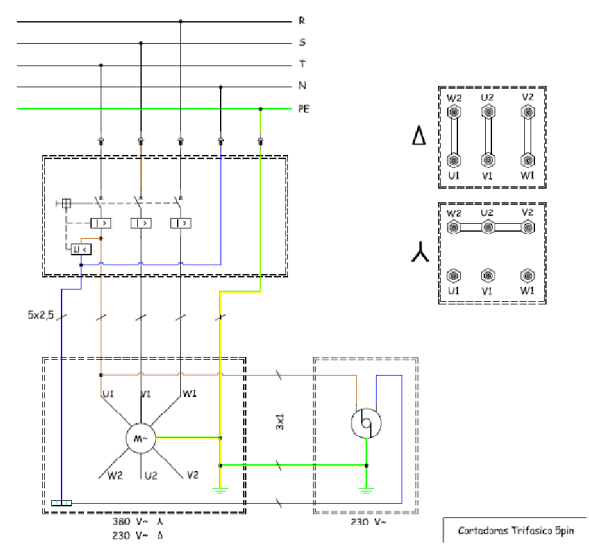 R
S
T
N
PE
W2 U2 V2
Δ
U1 V1 W1
W2 U2 V2
⅄
U1 V1 W1
U<
5x2,5
U1 V1 W1
3x1
M~
W2 U2 V2
380 V~ ⅄
230 V~ Δ
230 V~
Cortadoras Trifasico 5pin